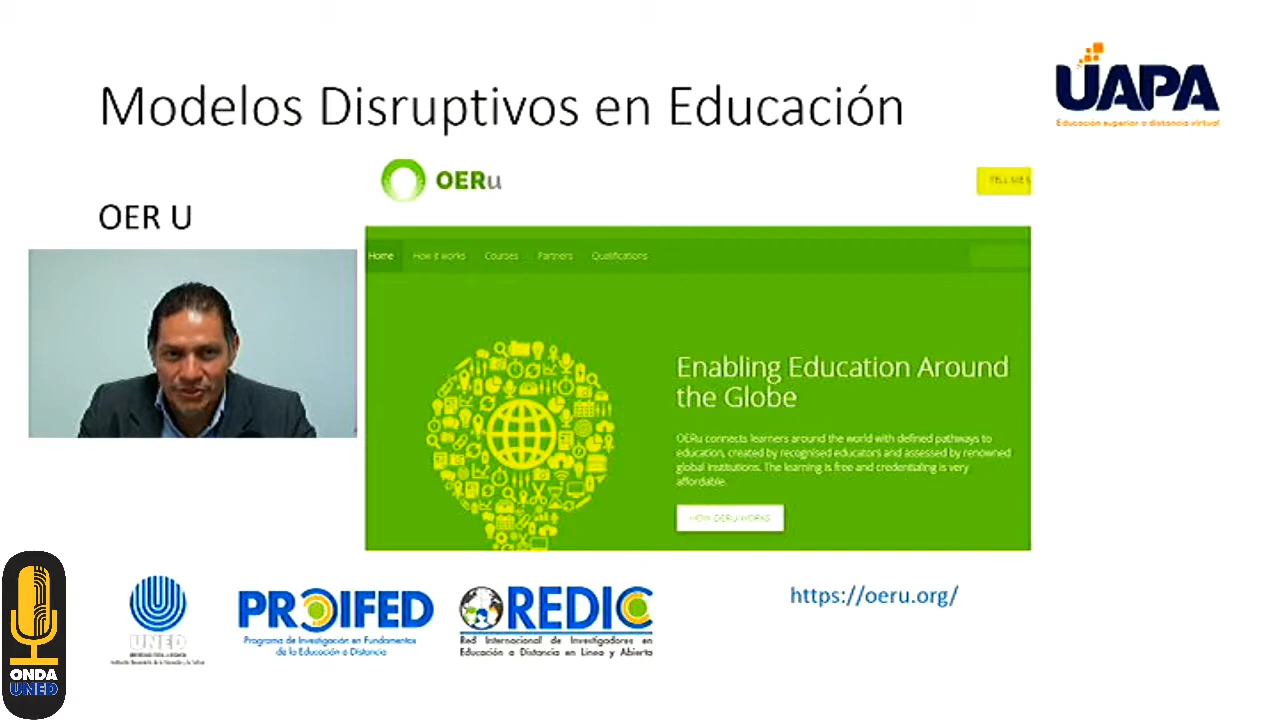 Modelos Disruptivos en Educación
UAPA
Educación superior a distancia virtual
OER U
OERu
TELL ME
Home
How it works
Courses
Partners
Qualifications
Enabling Education Around
the Globe
OERu connects learners around the world with defined pathways to
education, created by recognised educators and assessed by renowned
global institutions. The learning is free and credentialing is very
affordable.
HOW OERU WORKS
https://oeru.org/
ONDA
UNED
UNED
PROIFED
Programa de Investigación en Fundamentos
de la Educación a Distancia
REDIC
Red Internacional de Investigadores en
Educación a Distancia en Línea y Abierta